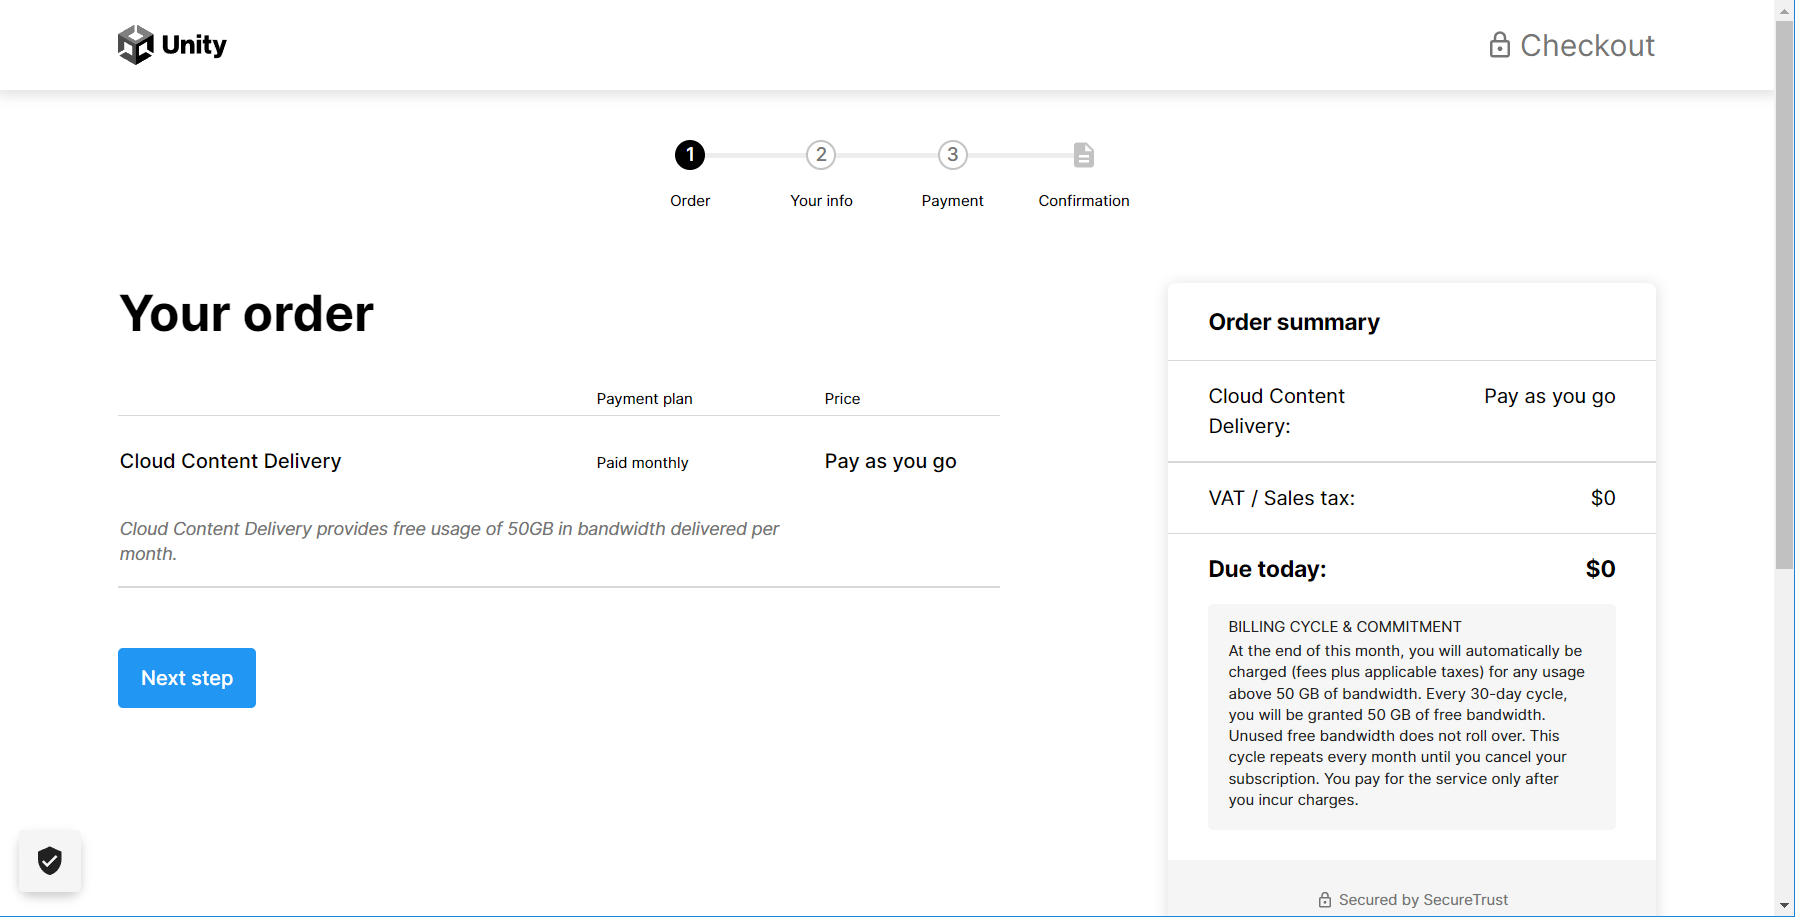 Unity
Checkout
1
2
3
Order
Your info
Payment
Confirmation
Your order
Payment plan
Price
Cloud Content Delivery
Paid monthly
Pay as you go
Cloud Content Delivery provides free usage of 50GB in bandwidth delivered per
month.
Next step
Order summary
Cloud Content
Delivery:
Pay as you go
VAT / Sales tax:
$0
Due today:
$0
BILLING CYCLE & COMMITMENT
At the end of this month, you will automatically be
charged (fees plus applicable taxes) for any usage
above 50 GB of bandwidth. Every 30-day cycle,
you will be granted 50 GB of free bandwidth.
Unused free bandwidth does not roll over. This
cycle repeats every month until you cancel your
subscription. You pay for the service only after
you incur charges.
Secured by SecureTrust